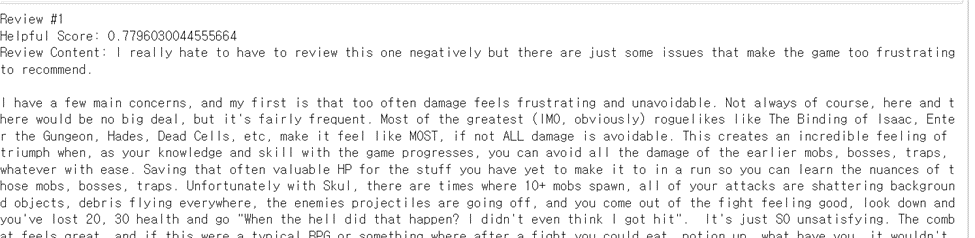 Review #1
Helpful Score: 0.7796030044555664
Review Content: I really hate to have to review this one negatively but there are just some issues that make the game too frustrating
to recommend.

I have a few main concerns, and my first is that too often damage feels frustrating and unavoidable. Not always of course, here and t
here would be no big deal, but it's fairly frequent. Most of the greatest (IMO, obviously) roguelikes like The Binding of Isaac, Ente
r the Gungeon, Hades, Dead Cells, etc, make it feel like MOST, if not ALL damage is avoidable. This creates an incredible feeling of
triumph when, as your knowledge and skill with the game progresses, you can avoid all the damage of the earlier mobs, bosses, traps,
whatever with ease. Saving that often valuable HP for the stuff you have yet to make it to in a run so you can learn the nuances of t
hose mobs, bosses, traps. Unfortunately with Skul, there are times where 10+ mobs spawn, all of your attacks are shattering backgroun
d objects, debris flying everywhere, the enemies projectiles are going off, and you come out of the fight feeling good, look down and
you've lost 20, 30 health and go "When the hell did that happen? I didn't even think I got hit".  It's just SO unsatisfying. The comb
at feels great, and if this were a typical RPG or something where after a fight you could eat, potion up, what have you, it wouldn't